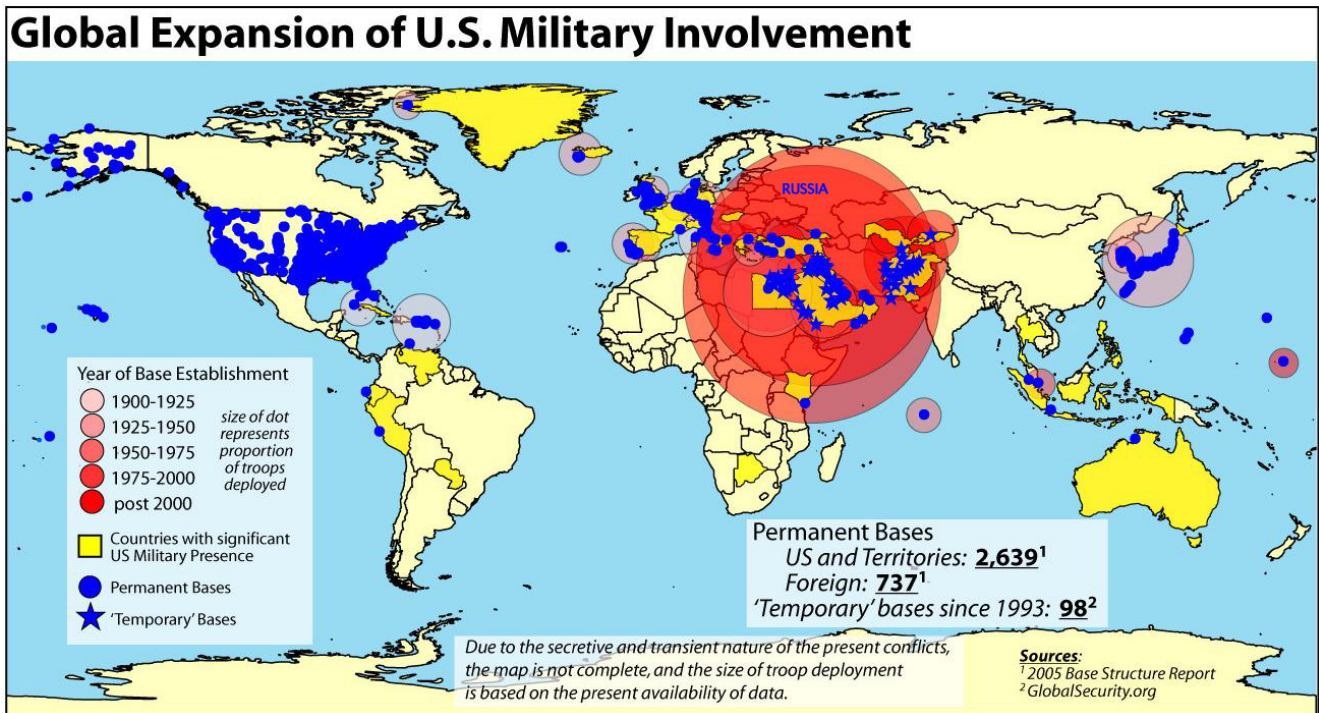 Global Expansion of U.S. Military Involvement
RUSSIA
Year of Base Establishment
1900-1925
1925-1950
1950-1975
1975-2000
post 2000
size of dot
represents
proportion
of troops
deployed
Countries with significant
US Military Presence
Permanent Bases
'Temporary' Bases
Permanent Bases
US and Territories: 2,639¹
Foreign: 737¹
'Temporary' bases since 1993: 98²
Due to the secretive and transient nature of the present conflicts,
the map is not complete, and the size of troop deployment
is based on the present availability of data.
Sources:
¹ 2005 Base Structure Report
² GlobalSecurity.org